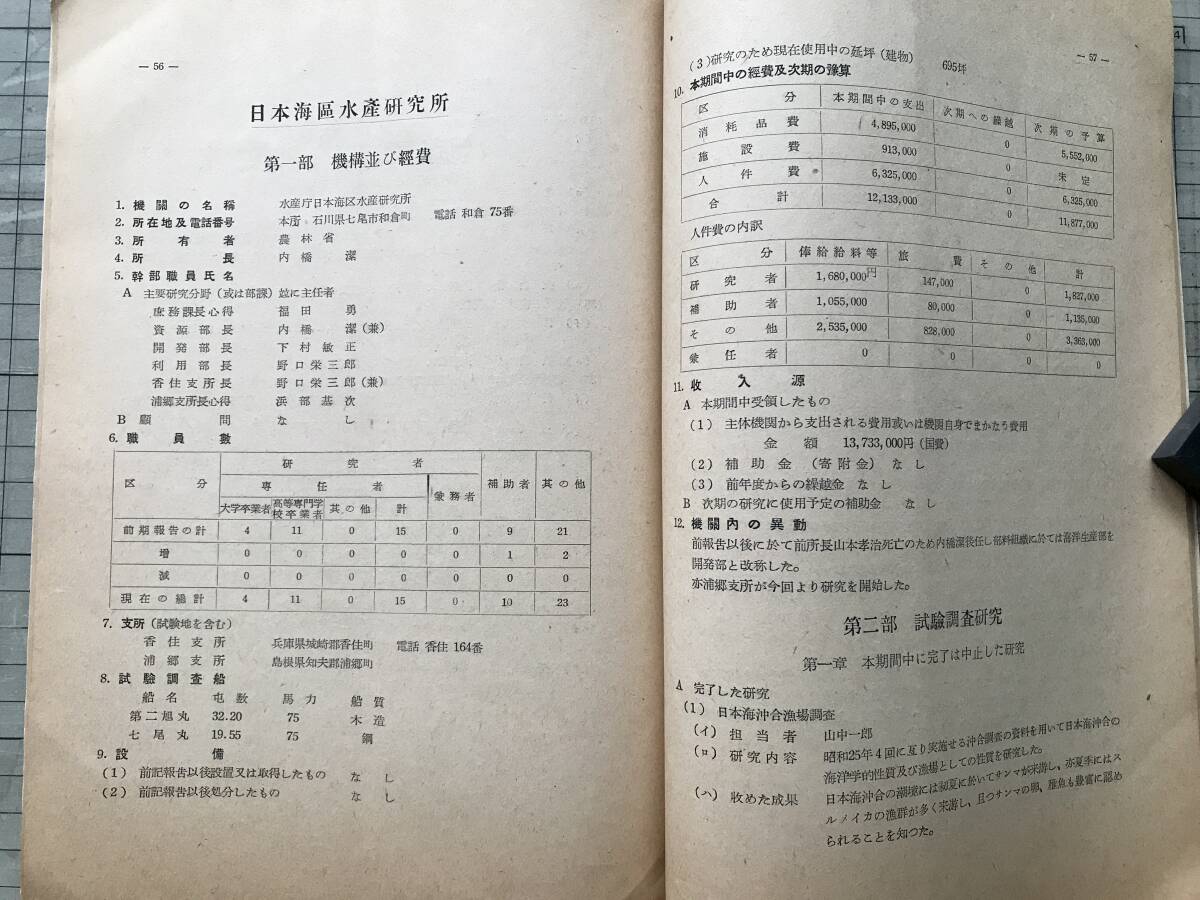 — 56 —
日本海區水產研究所
第一部 機構並び經費
1. 機關の名稱 水産庁日本海区水産研究所
2. 所在地及電話番号 本所 石川県七尾市和倉町 電話 和倉 75番
3. 所有者 農林省
4. 所長 内橋潔
5. 幹部職員氏名
A 主要研究分野(或は部課)並に主任者
庶務課長心得 福田勇
資源部長 内橋潔(兼)
開発部長 下村敏正
利用部長 野口栄三郎
香住支所長 野口栄三郎(兼)
浦郷支所長心得 浜部基次
B 顧問 なし
6. 職員數
区分 研究者 補助者 其の他
専任者 兼務者
大学卒業者 高等専門学校卒業者 其の他 計
前期報告の計 4 11 0 15 0 9 21
増 0 0 0 0 0 1 2
減 0 0 0 0 0 0 0
現在の総計 4 11 0 15 0 10 23
7. 支所(試験地を含む)
香住支所 兵庫県城崎郡香住町 電話 香住 164番
浦郷支所 島根県知夫郡浦郷町
8. 試験調査船
船名 屯数 馬力 船質
第二旭丸 32.20 75 木造
七尾丸 19.55 75 鋼
9. 設備
(1) 前記報告以後設置又は取得したもの なし
(2) 前記報告以後処分したもの なし
— 57 —
(3) 研究のため現在使用中の延坪(建物) 695坪
10. 本期間中の經費及次期の豫算
区分 本期間中の支出 次期への繰越 次期の予算
消耗品費 4,895,000 0 5,552,000
施設費 913,000 0 未定
人件費 6,325,000 0 6,325,000
合計 12,133,000 0 11,877,000
人件費の内訳
区分 俸給給料等 旅費 その他 計
研究者 1,680,000円 147,000 0 1,827,000
補助者 1,055,000 80,000 0 1,135,000
その他 2,535,000 828,000 0 3,363,000
兼任者 0 0 0 0
11. 收入源
A 本期間中受領したもの
(1) 主体機関から支出される費用或いは機関自身でまかなう費用
金額 13,733,000円(国費)
(2) 補助金(寄附金) なし
(3) 前年度からの繰越金 なし
B 次期の研究に使用予定の補助金 なし
12. 機關内の異動
前報告以後に於て前所長山本孝治死亡のため内橋潔後任し部科組織に於ては海洋生産部を
開発部と改称した。
亦浦郷支所が今回より研究を開始した。
第二部 試驗調査研究
第一章 本期間中に完了は中止した研究
A 完了した研究
(1) 日本海沖合漁場調査
(イ) 担当者 山中一郎
(ロ) 研究内容 昭和25年4回に亙り実施せる沖合調査の資料を用いて日本海沖合の
海洋学的性質及び漁場としての性質を研究した。
(ハ) 收めた成果 日本海沖合の潮境には初夏に於いてサンマが来游し、亦夏季にはス
ルメイカの漁群が多く来游し、且つサンマの卵、稚魚も豊富に認め
られることを知つた。